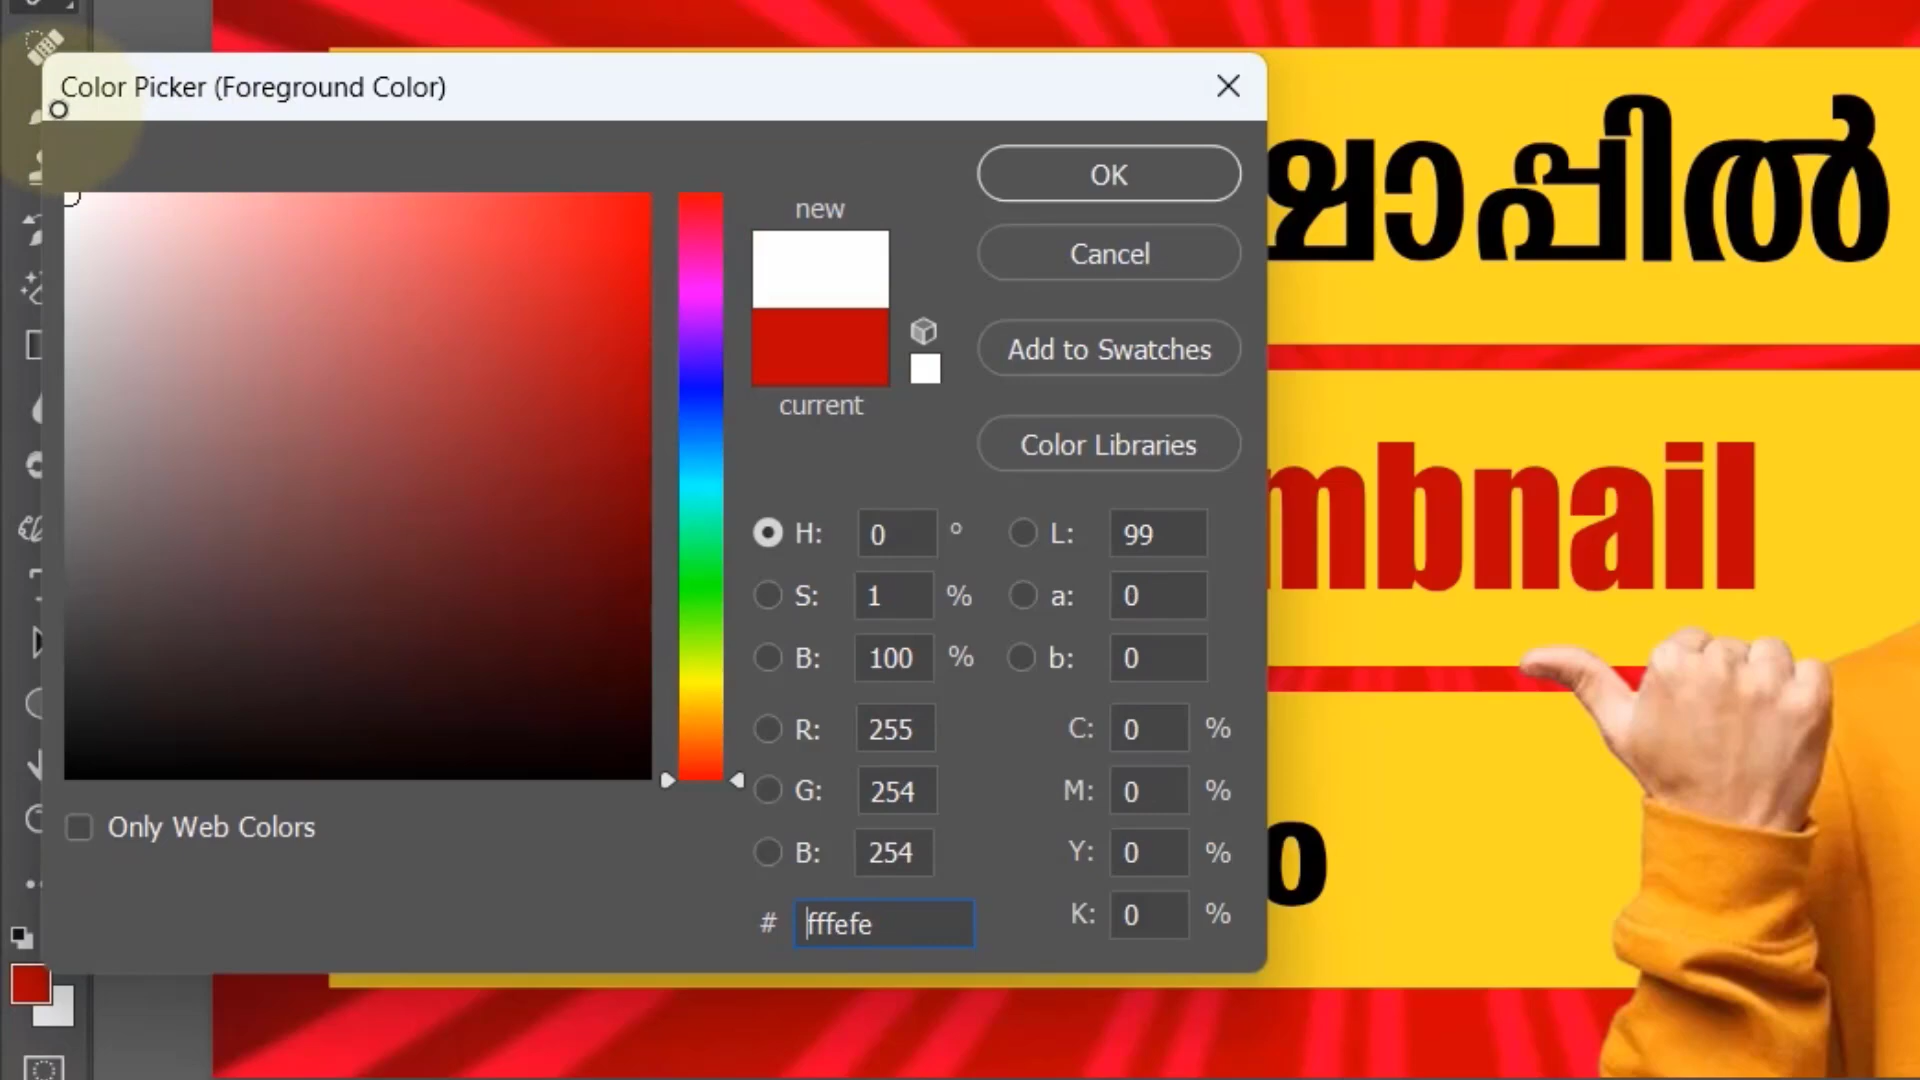 Color Picker (Foreground Color)
OK
new
Cancel
Add to Swatches
current
Color Libraries
H: 0 ° L: 99
S: 1 % a: 0
B: 100 % b: 0
R: 255 C: 0 %
G: 254 M: 0 %
B: 254 Y: 0 %
# fffefe K: 0 %
Only Web Colors
ഷോപ്പിൽ
mbnail